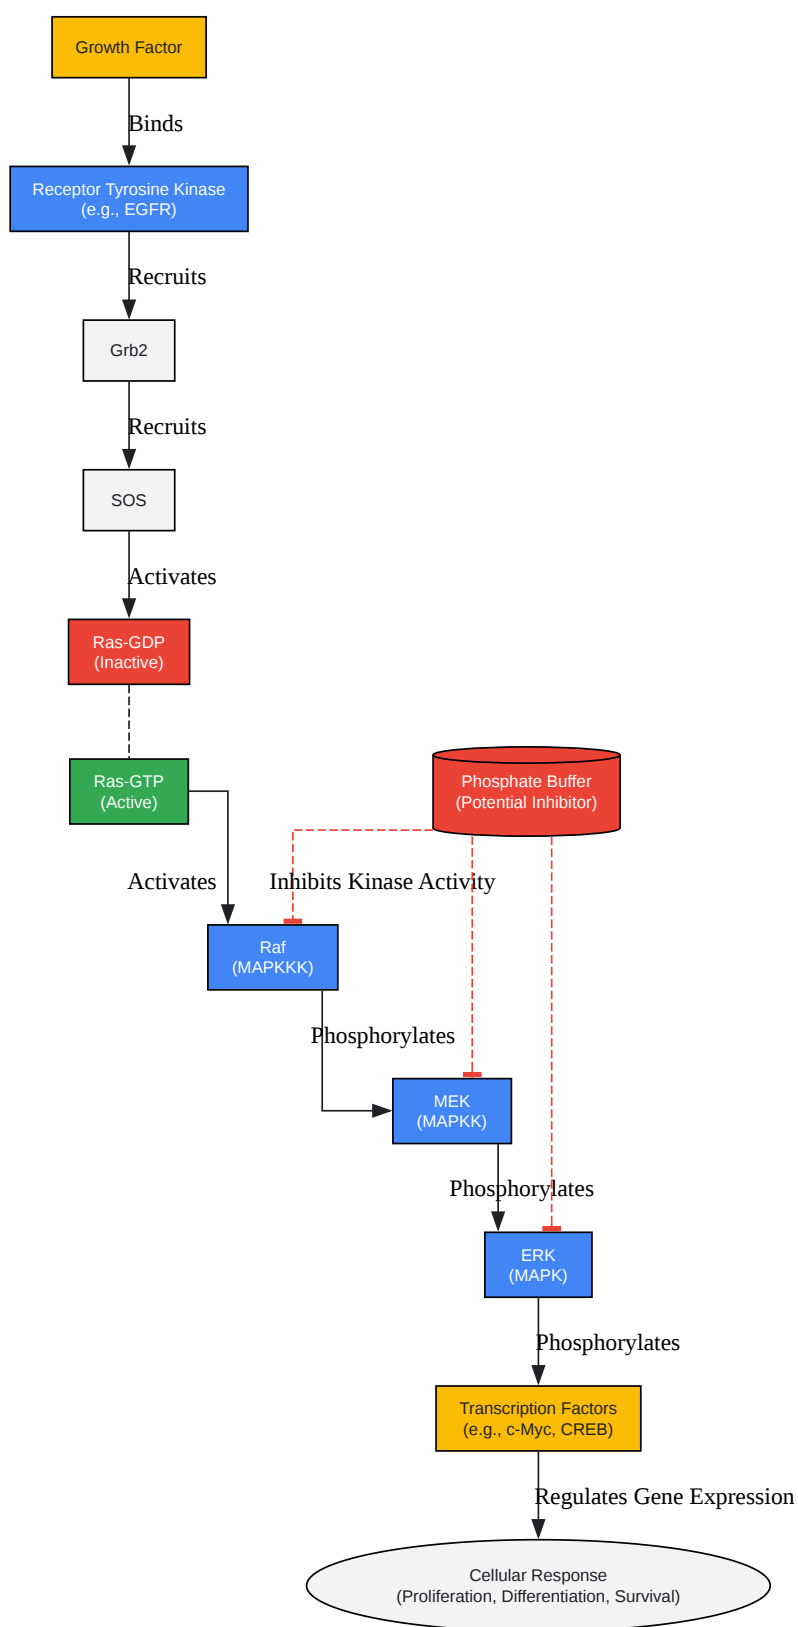 Growth Factor
Binds
Receptor Tyrosine Kinase
(e.g., EGFR)
Recruits
Grb2
Recruits
SOS
Activates
Ras-GDP
(Inactive)
Ras-GTP
(Active)
Phosphate Buffer
(Potential Inhibitor)
Activates
Inhibits Kinase Activity
Raf
(MAPKKK)
Phosphorylates
MEK
(MAPKK)
Phosphorylates
ERK
(MAPK)
Phosphorylates
Transcription Factors
(e.g., c-Myc, CREB)
Regulates Gene Expression
Cellular Response
(Proliferation, Differentiation, Survival)